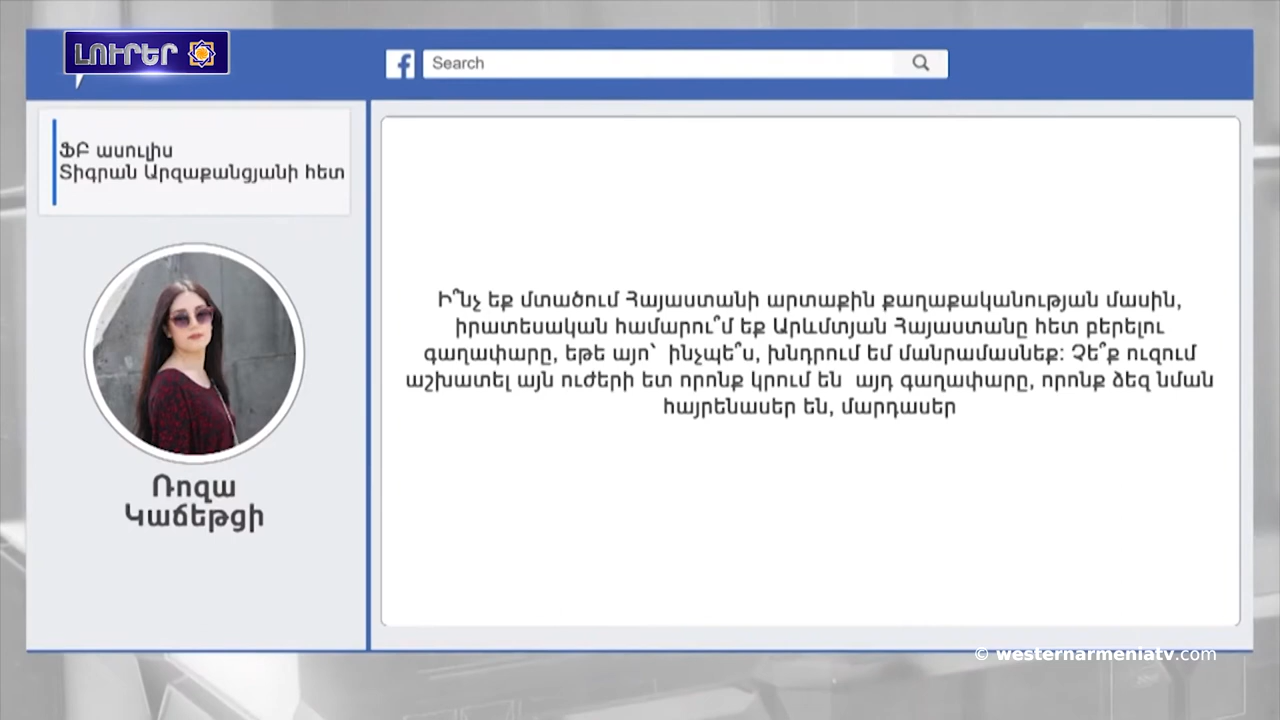 ԼՈՒՐԵՐ
Search
ՖԲ ասուլիս
Տիգրան Արզաքանցյանի հետ
Ի՞նչ եք մտածում Հայաստանի արտաքին քաղաքականության մասին,
իրատեսական համարու՞մ եք Արևմտյան Հայաստանը հետ բերելու
գաղափարը, եթե այո՝ ինչպե՞ս, խնդրում եմ մանրամասնեք: Չե՞ք ուզում
աշխատել այն ուժերի ետ որոնք կրում են  այդ գաղափարը, որոնք ձեզ նման
հայրենասեր են, մարդասեր
Ռոզա
Կաճեթցի
© westernarmeniatv.com